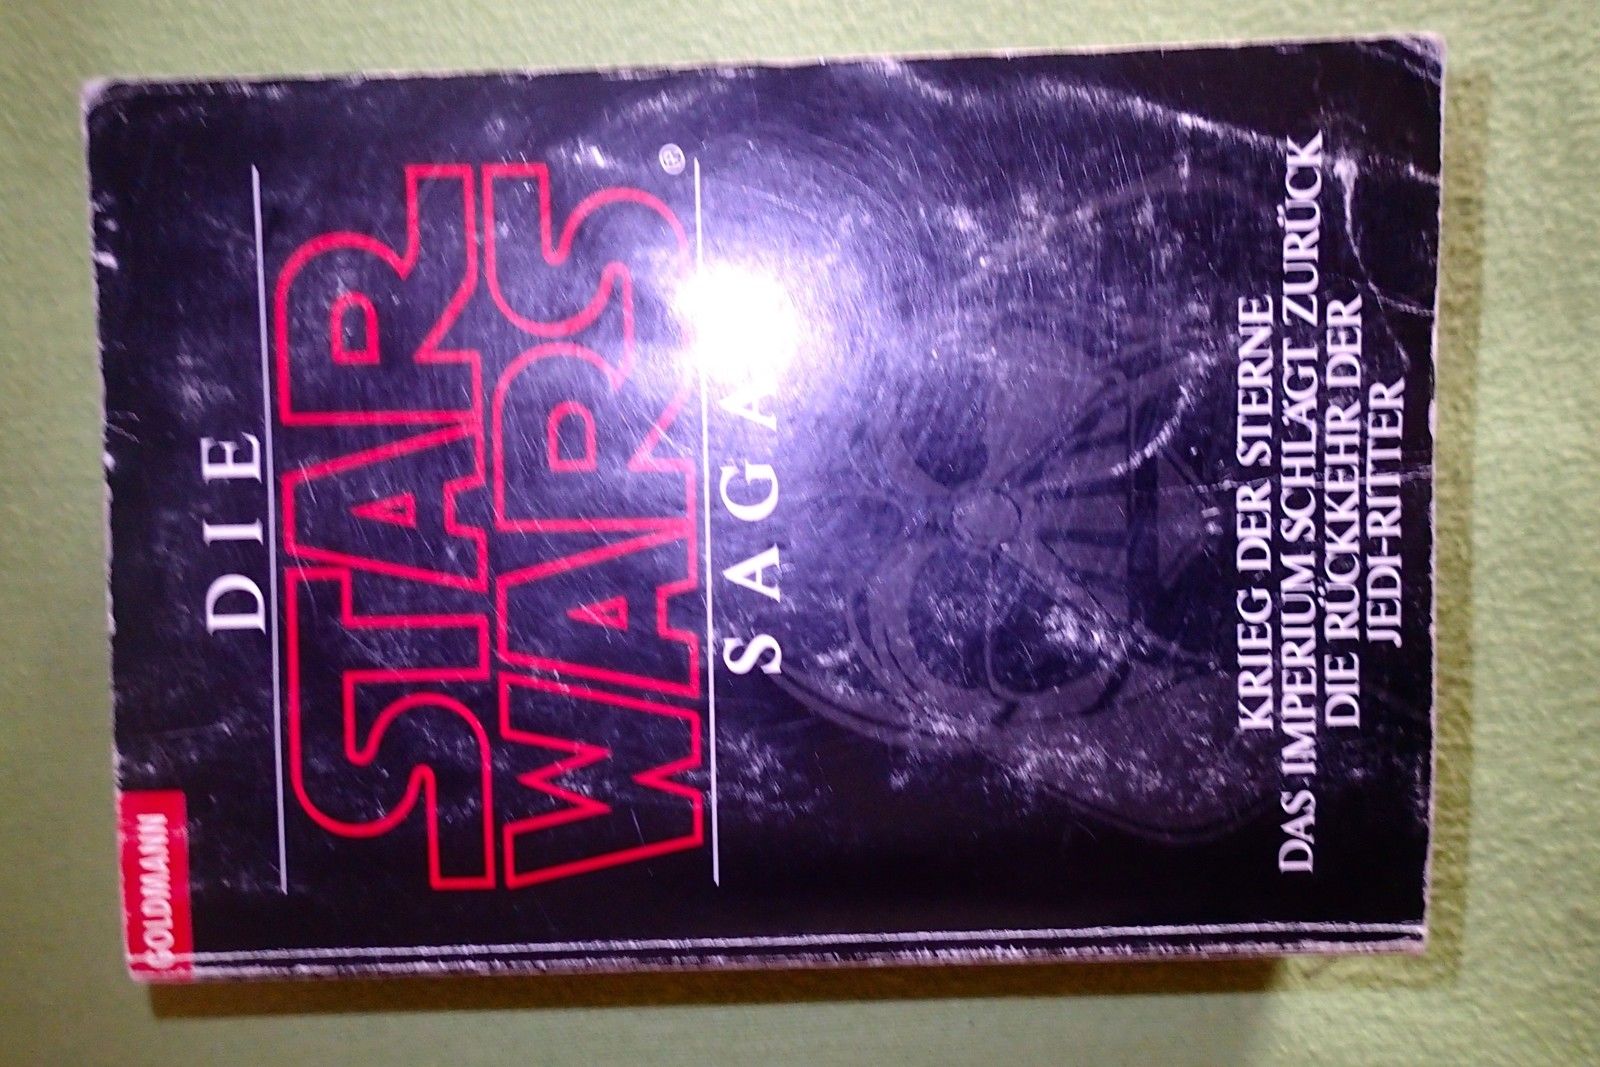 GOLDMANN
DIE
STAR
WARS®
SAGA
KRIEG DER STERNE
DAS IMPERIUM SCHLÄGT ZURÜCK
DIE RÜCKKEHR DER
JEDI-RITTER